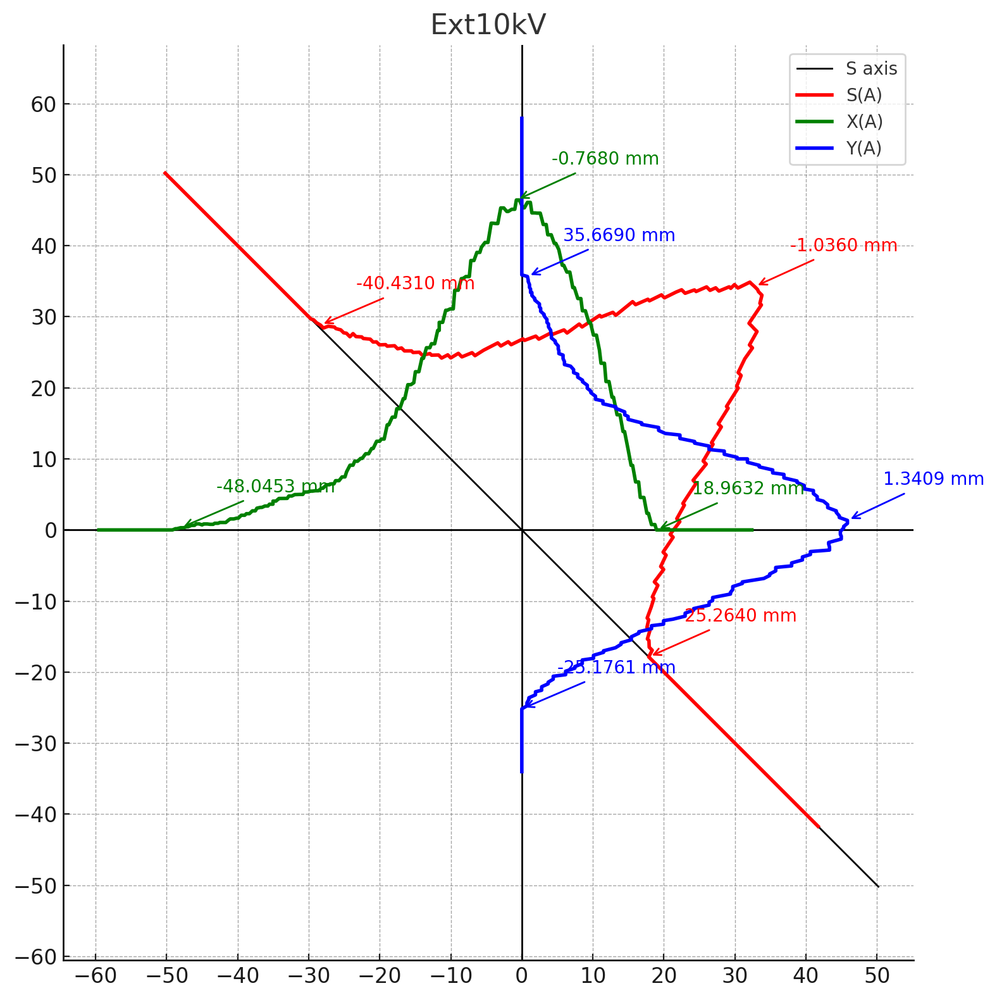 Ext10kV
S axis
S(A)
X(A)
Y(A)
-0.7680 mm
35.6690 mm
-1.0360 mm
-40.4310 mm
-48.0453 mm
18.9632 mm
1.3409 mm
25.2640 mm
-25.1761 mm
60
50
40
30
20
10
0
−10
−20
−30
−40
−50
−60
−60 −50 −40 −30 −20 −10 0 10 20 30 40 50